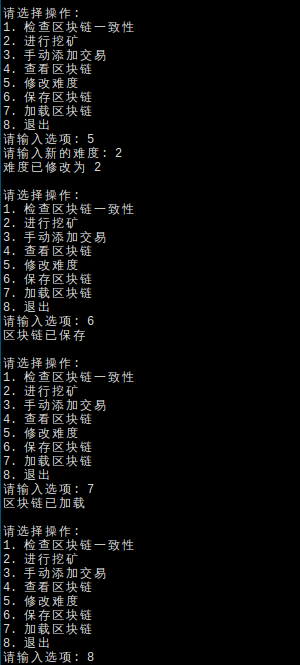 请选择操作:
1. 检查区块链一致性
2. 进行挖矿
3. 手动添加交易
4. 查看区块链
5. 修改难度
6. 保存区块链
7. 加载区块链
8. 退出
请输入选项: 5
请输入新的难度: 2
难度已修改为 2

请选择操作:
1. 检查区块链一致性
2. 进行挖矿
3. 手动添加交易
4. 查看区块链
5. 修改难度
6. 保存区块链
7. 加载区块链
8. 退出
请输入选项: 6
区块链已保存

请选择操作:
1. 检查区块链一致性
2. 进行挖矿
3. 手动添加交易
4. 查看区块链
5. 修改难度
6. 保存区块链
7. 加载区块链
8. 退出
请输入选项: 7
区块链已加载

请选择操作:
1. 检查区块链一致性
2. 进行挖矿
3. 手动添加交易
4. 查看区块链
5. 修改难度
6. 保存区块链
7. 加载区块链
8. 退出
请输入选项: 8